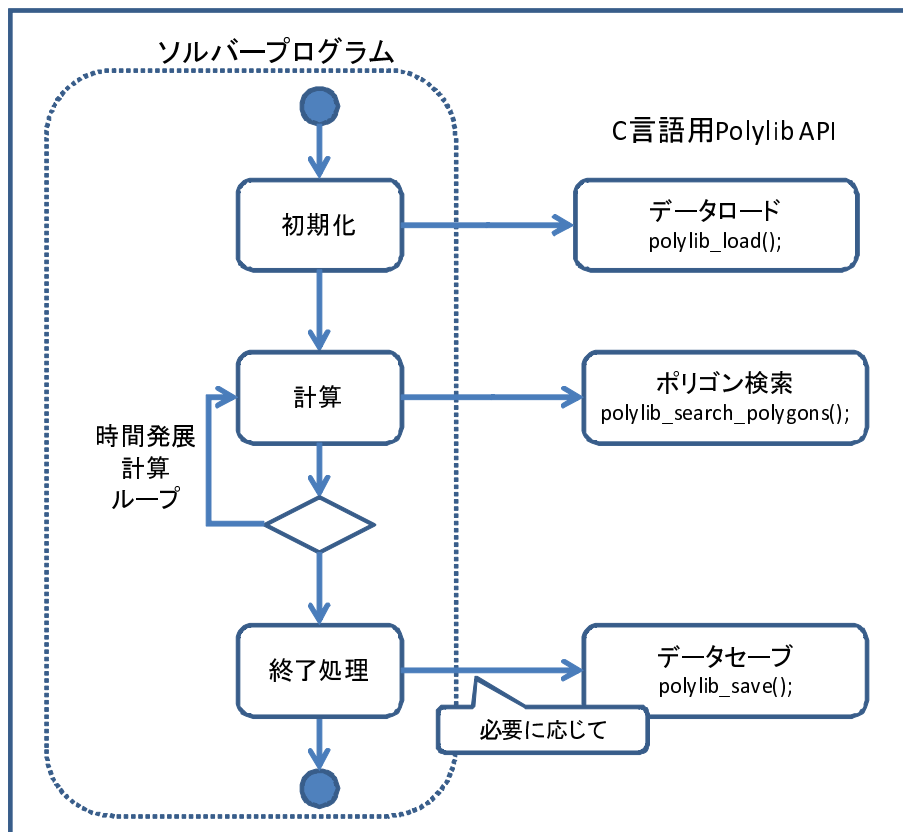 ソルバープログラム
C言語用Polylib API
初期化
データロード
polylib_load();
計算
ポリゴン検索
polylib_search_polygons();
時間発展
計算
ループ
終了処理
データセーブ
polylib_save();
必要に応じて